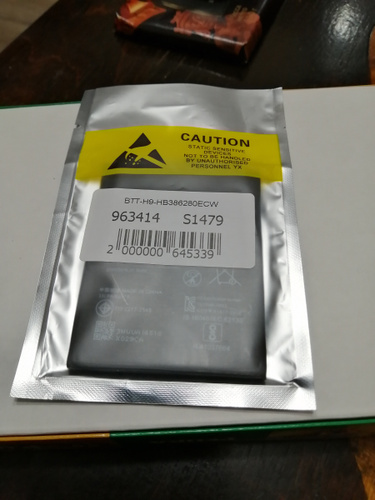 CAUTION
STATIC SENSITIVE
DEVICES
NOT TO BE HANDLED
BY UNAUTHORISED
PERSONNEL YX
BTT-H9-HB386280ECW
963414 S1479
2 000000 645339